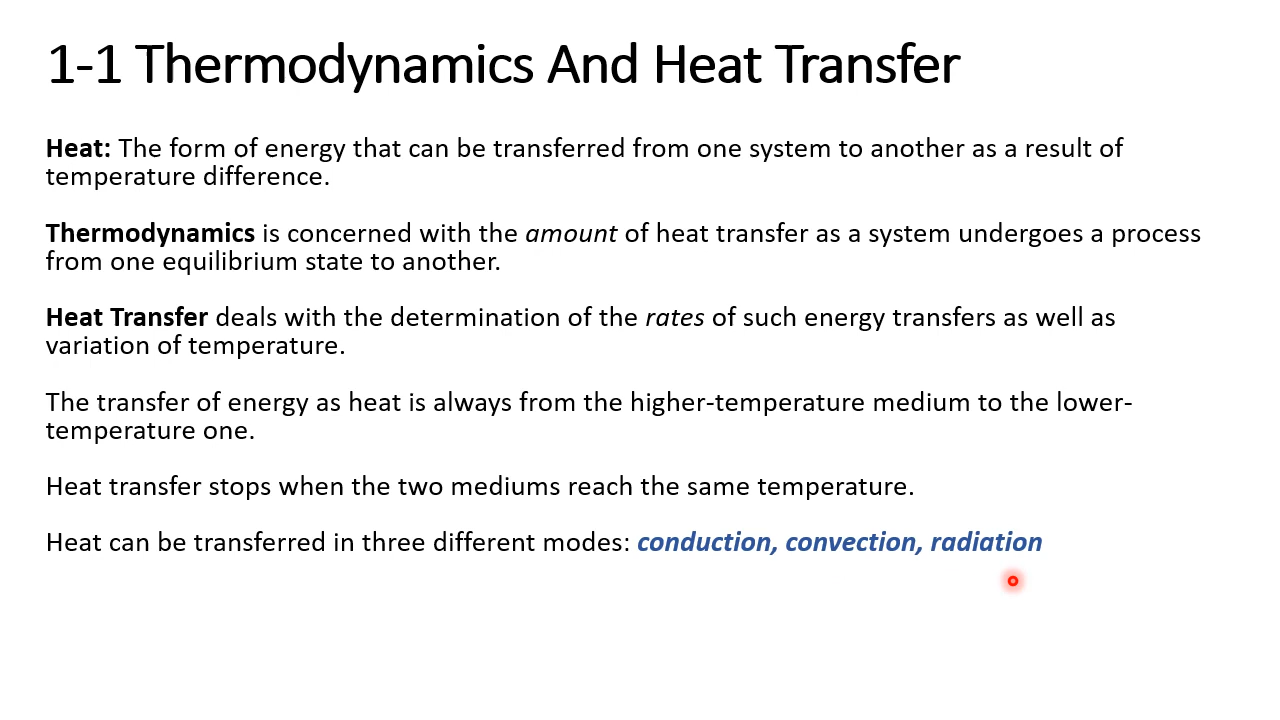 1-1 Thermodynamics And Heat Transfer
Heat: The form of energy that can be transferred from one system to another as a result of
temperature difference.
Thermodynamics is concerned with the amount of heat transfer as a system undergoes a process
from one equilibrium state to another.
Heat Transfer deals with the determination of the rates of such energy transfers as well as
variation of temperature.
The transfer of energy as heat is always from the higher-temperature medium to the lower-
temperature one.
Heat transfer stops when the two mediums reach the same temperature.
Heat can be transferred in three different modes: conduction, convection, radiation